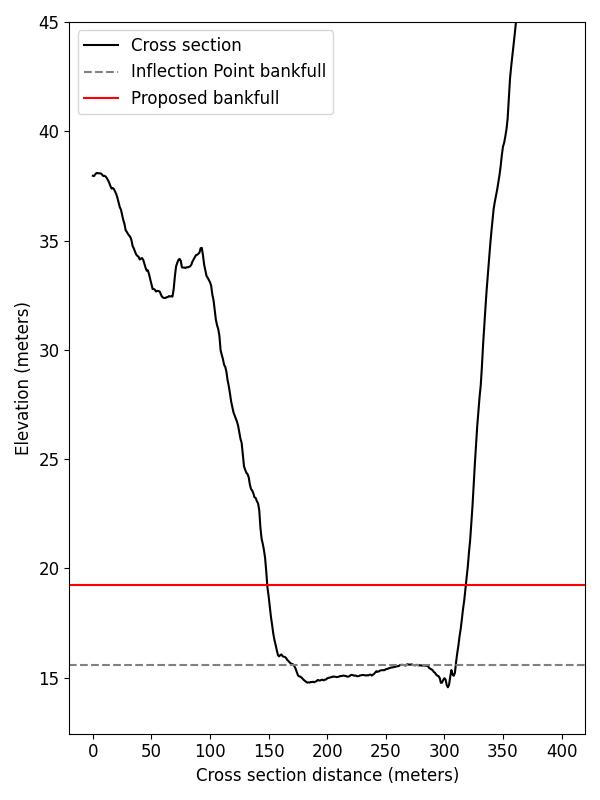 Cross section
Inflection Point bankfull
Proposed bankfull
45
40
35
30
25
20
15
Elevation (meters)
0 50 100 150 200 250 300 350 400
Cross section distance (meters)